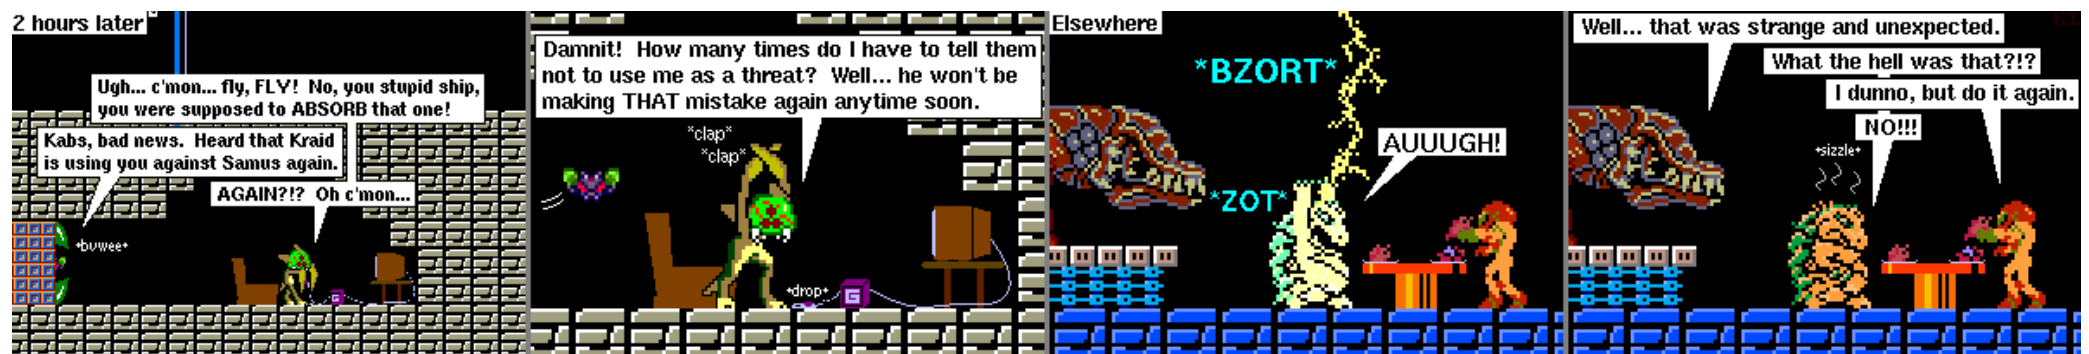 2 hours later
Ugh... c'mon... fly, FLY! No, you stupid ship,
you were supposed to ABSORB that one!
Kabs, bad news. Heard that Kraid
is using you against Samus again.
AGAIN?!? Oh c'mon...
*bvwee*
Damnit! How many times do I have to tell them
not to use me as a threat? Well... he won't be
making THAT mistake again anytime soon.
*clap*
*clap*
*drop*
G
Elsewhere
*BZORT*
AUUUGH!
*ZOT*
Well... that was strange and unexpected.
What the hell was that?!?
I dunno, but do it again.
NO!!!
*sizzle*